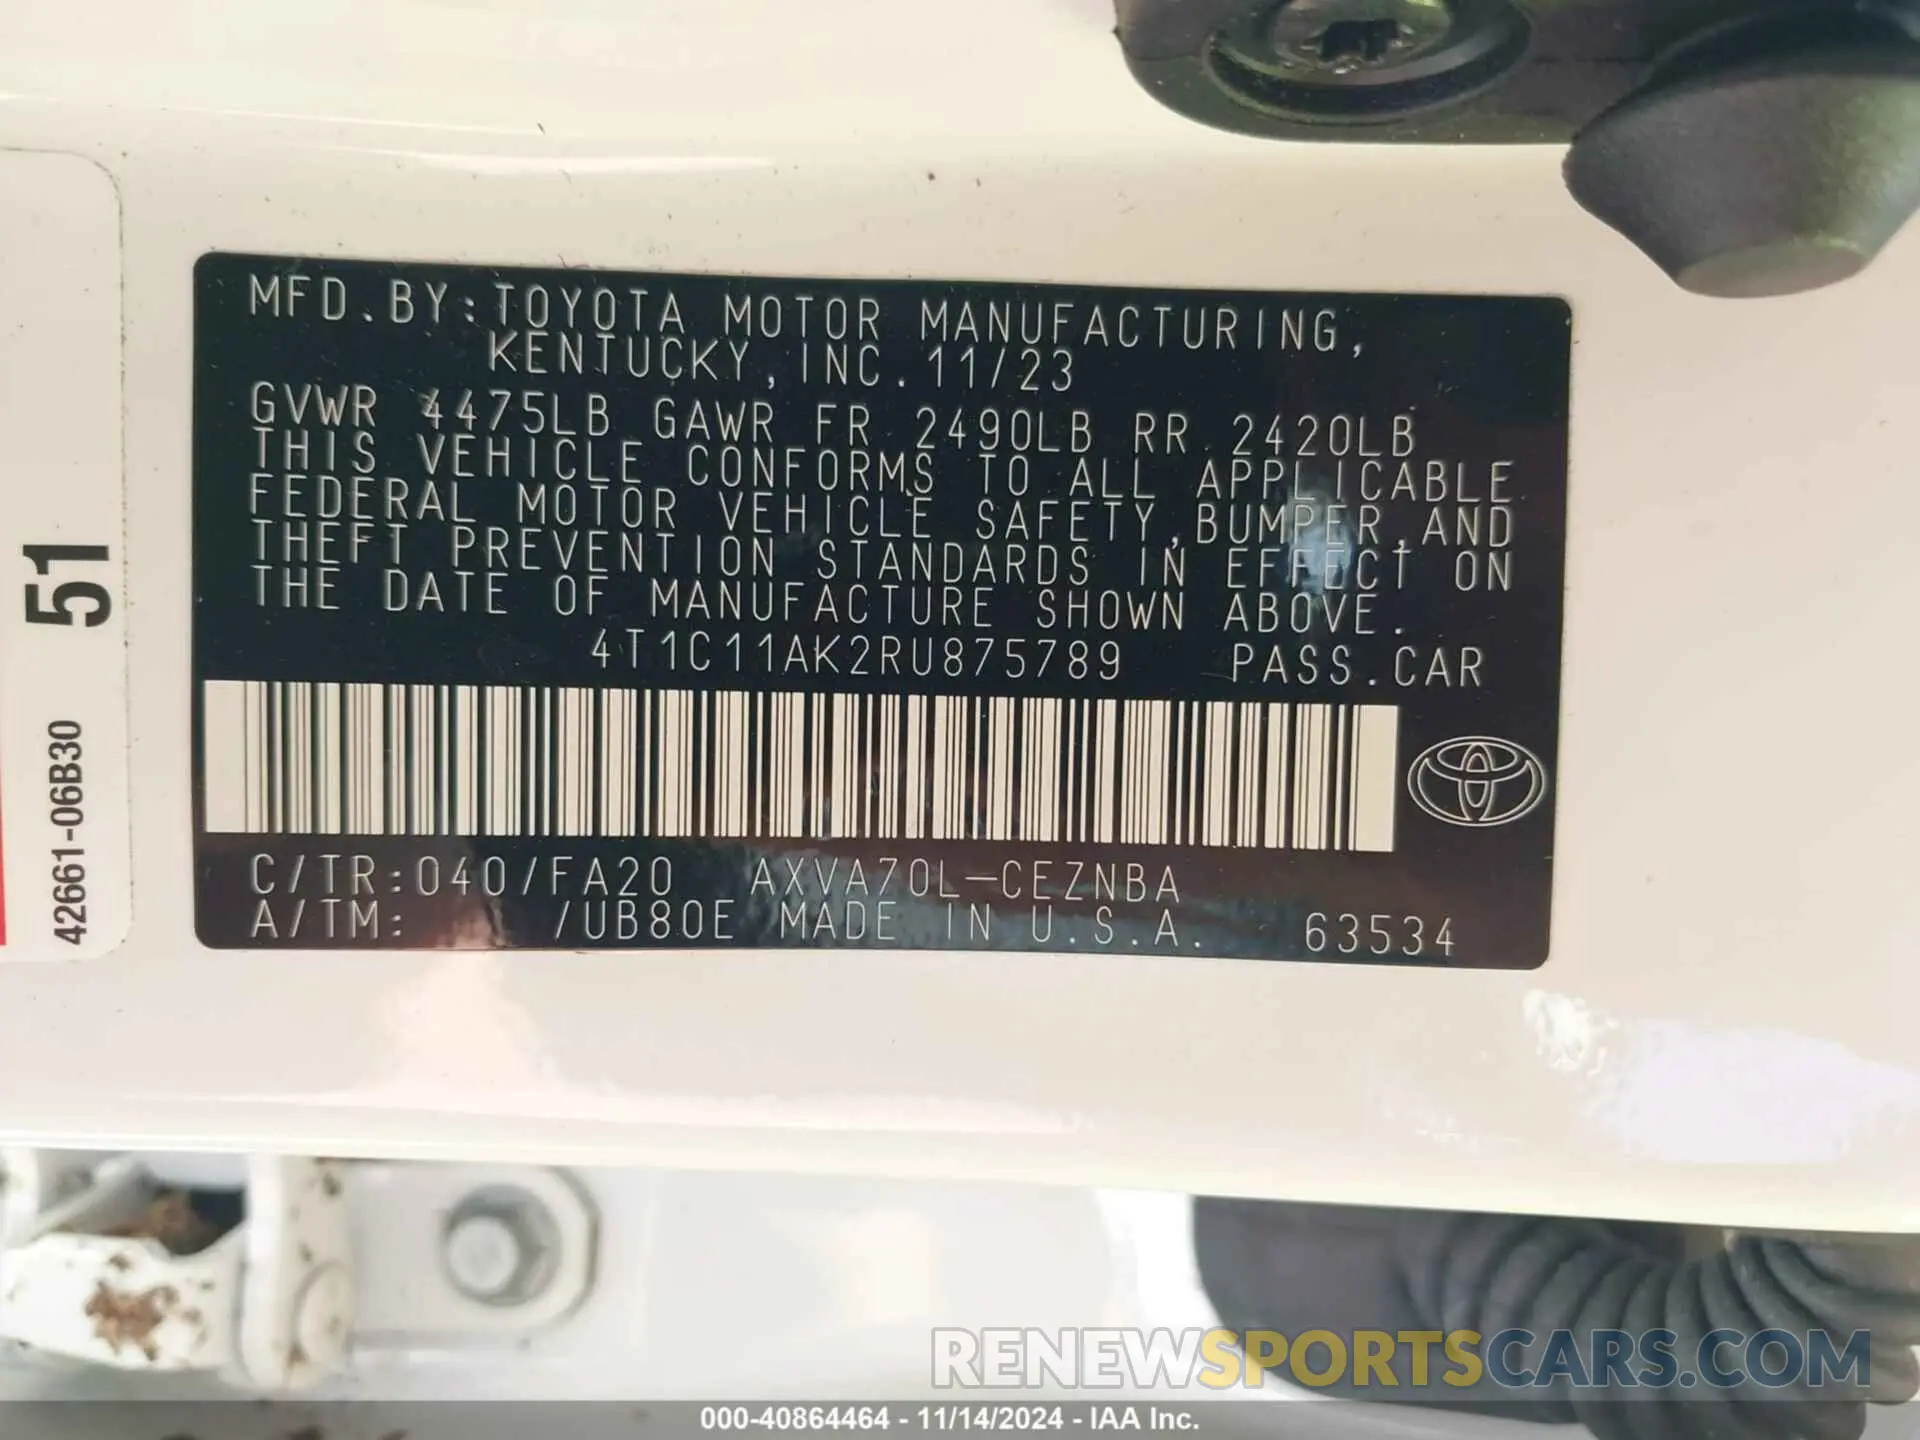 MFD.BY:TOYOTA MOTOR MANUFACTURING,
KENTUCKY,INC.11/23
GVWR 4475LB GAWR FR 2490LB RR 2420LB
THIS VEHICLE CONFORMS TO ALL APPLICABLE
FEDERAL MOTOR VEHICLE SAFETY,BUMPER,AND
THEFT PREVENTION STANDARDS IN EFFECT ON
THE DATE OF MANUFACTURE SHOWN ABOVE.
4T1C11AK2RU875789 PASS.CAR
C/TR:040/FA20 AXVA70L-CEZNBA
A/TM: /UB80E MADE IN U.S.A. 63534
51
42661-06B30
RENEWSPORTSCARS.COM
000-40864464 - 11/14/2024 - IAA Inc.